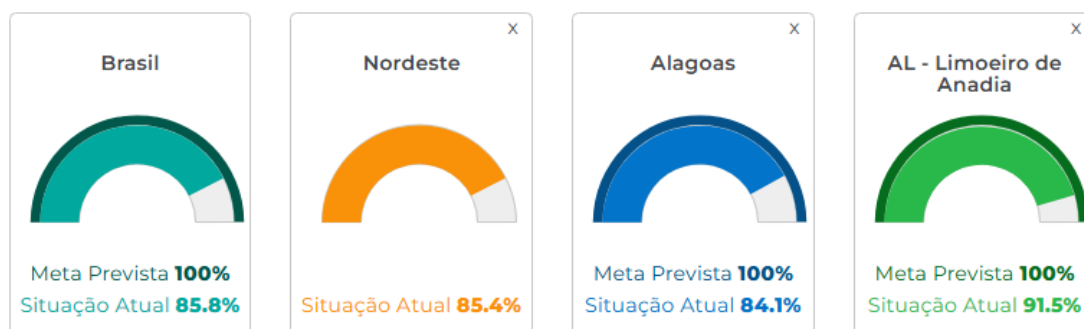 Brasil
Meta Prevista 100%
Situação Atual 85.8%
X
Nordeste
Situação Atual 85.4%
X
Alagoas
Meta Prevista 100%
Situação Atual 84.1%
X
AL - Limoeiro de
Anadia
Meta Prevista 100%
Situação Atual 91.5%